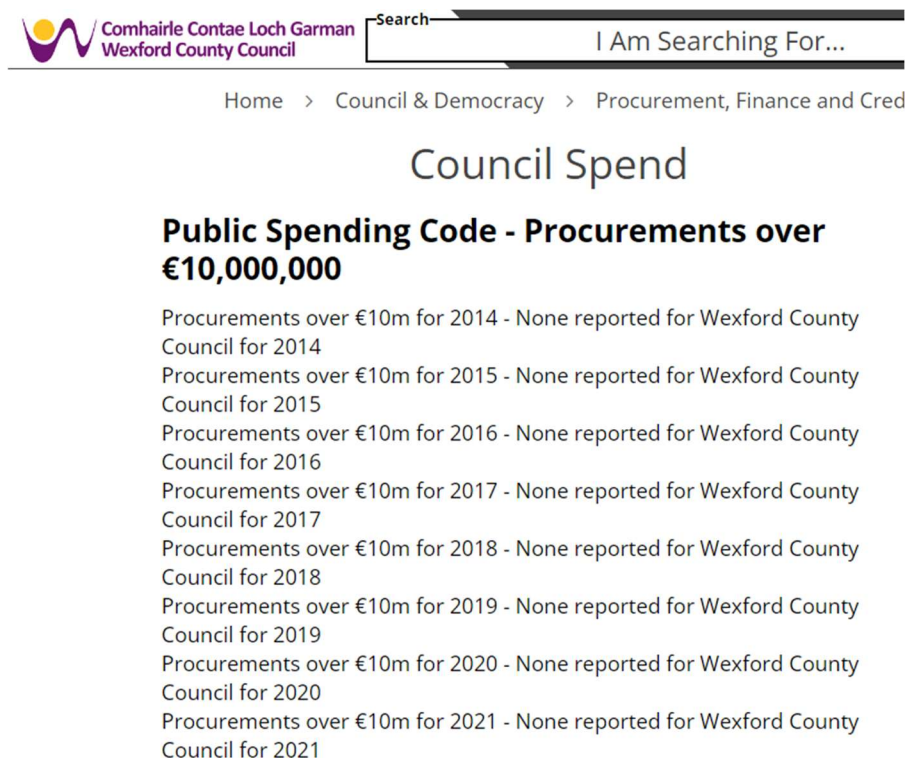 Comhairle Contae Loch Garman
Wexford County Council
Search
I Am Searching For...
Home > Council & Democracy > Procurement, Finance and Cred
Council Spend
Public Spending Code - Procurements over
€10,000,000
Procurements over €10m for 2014 - None reported for Wexford County
Council for 2014
Procurements over €10m for 2015 - None reported for Wexford County
Council for 2015
Procurements over €10m for 2016 - None reported for Wexford County
Council for 2016
Procurements over €10m for 2017 - None reported for Wexford County
Council for 2017
Procurements over €10m for 2018 - None reported for Wexford County
Council for 2018
Procurements over €10m for 2019 - None reported for Wexford County
Council for 2019
Procurements over €10m for 2020 - None reported for Wexford County
Council for 2020
Procurements over €10m for 2021 - None reported for Wexford County
Council for 2021